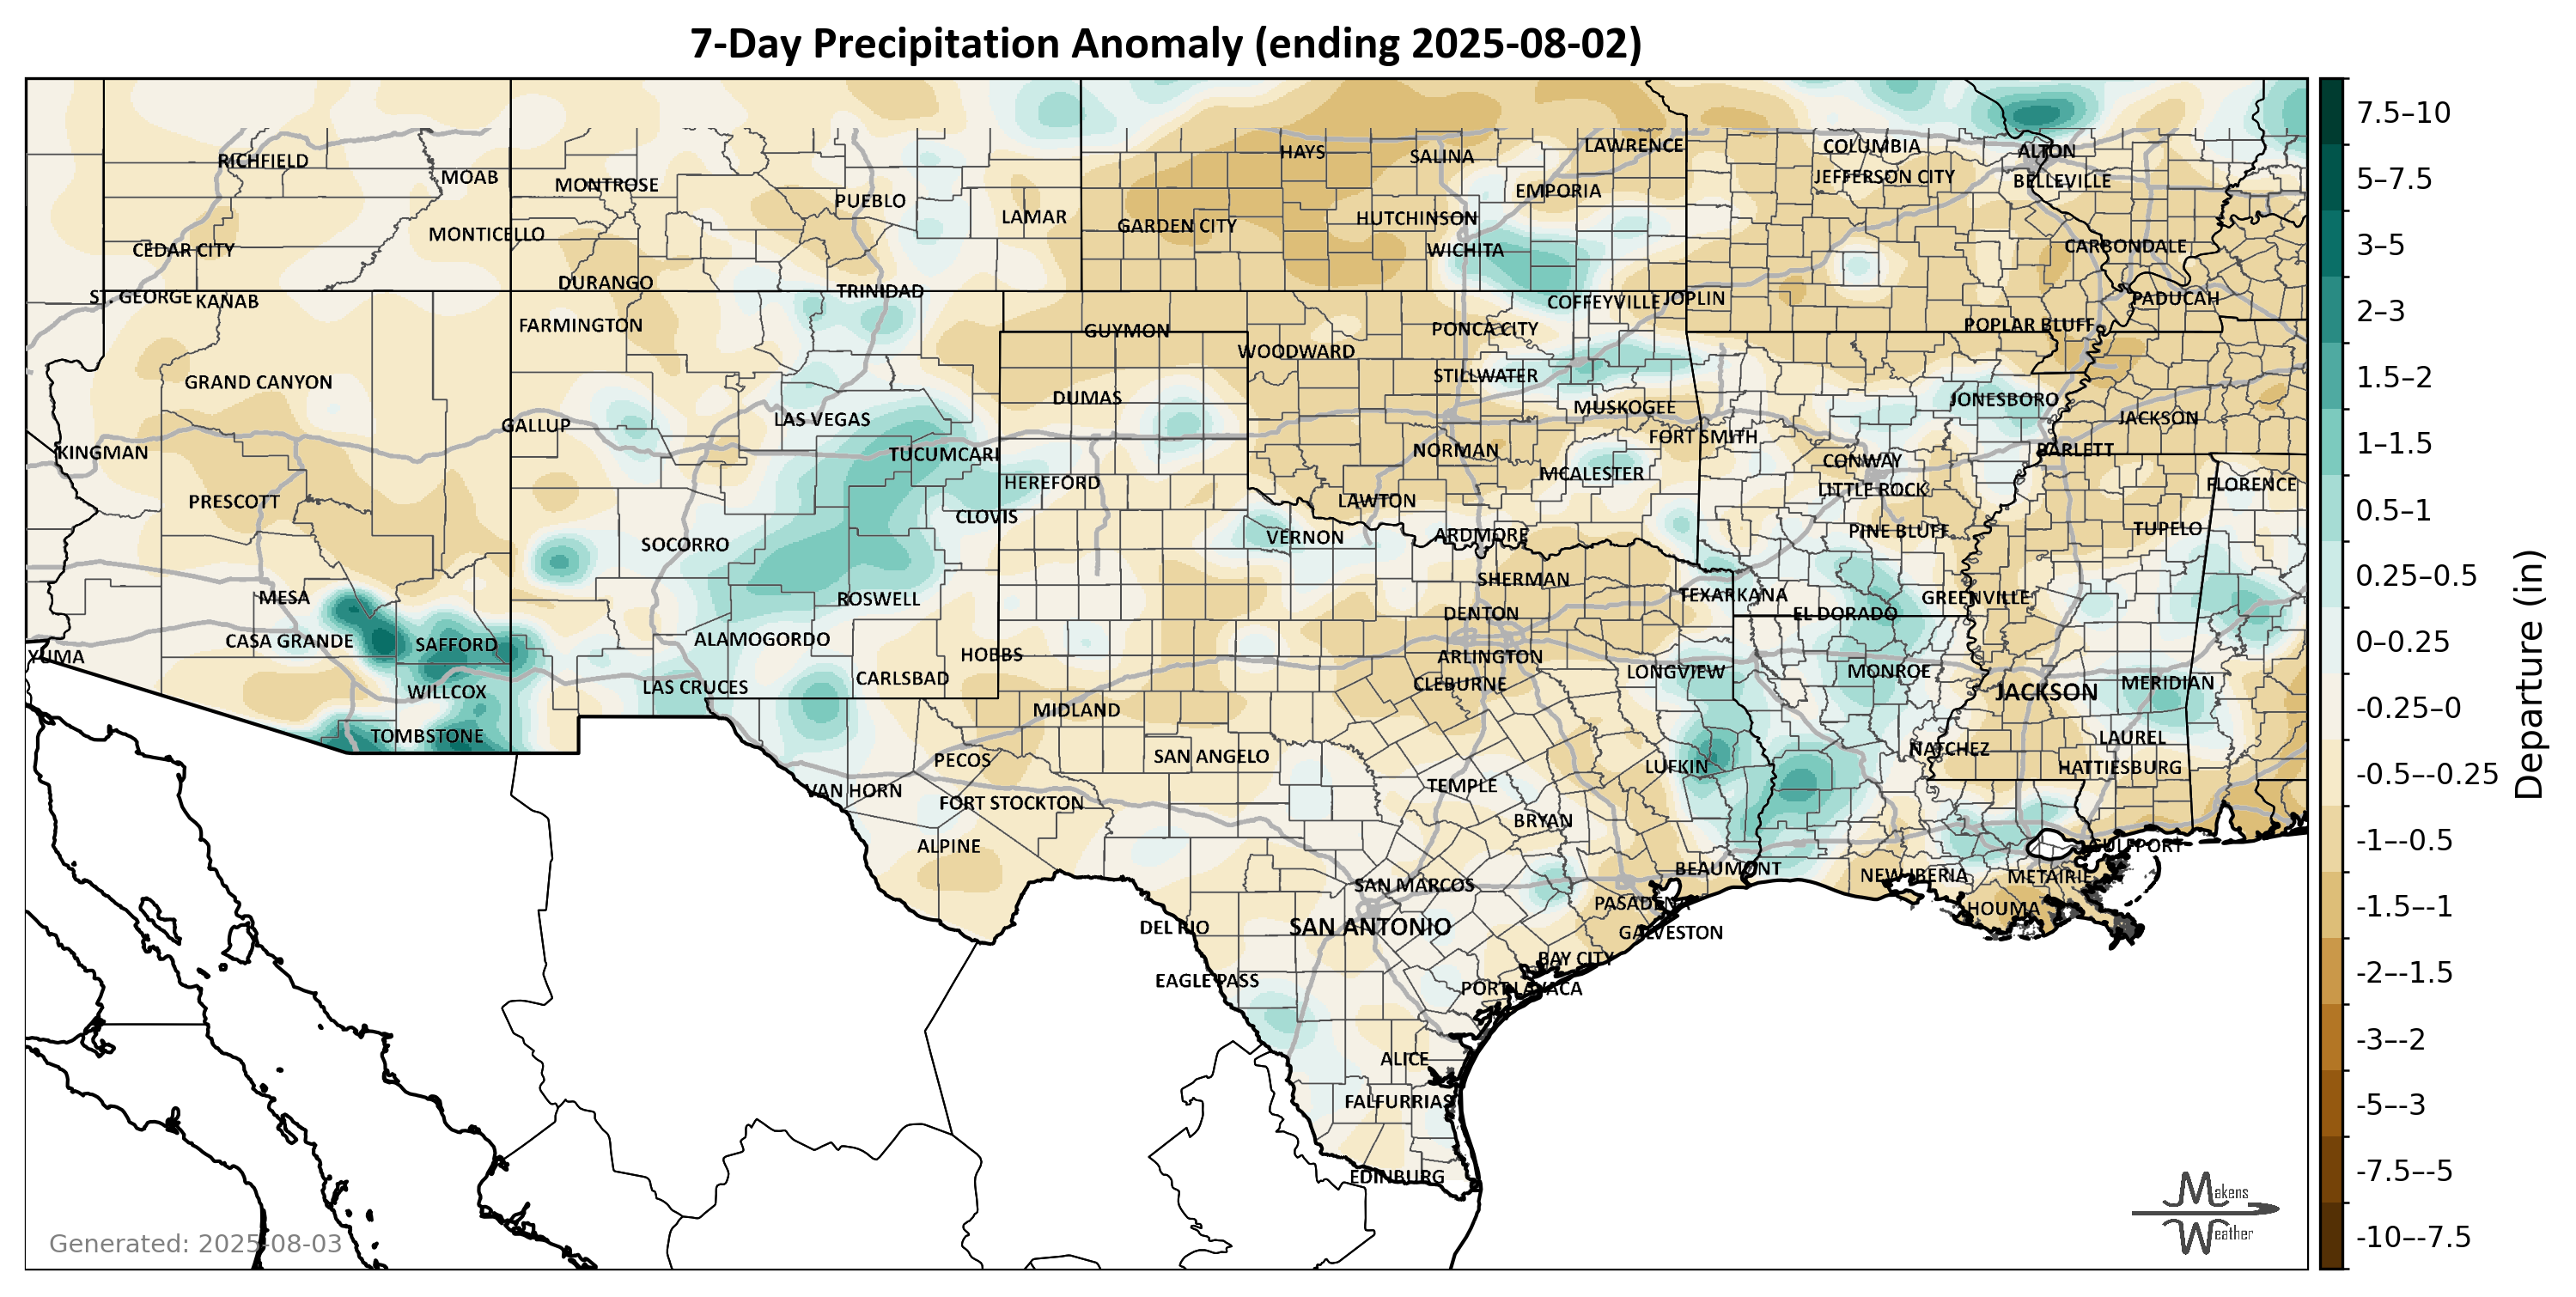 7-Day Precipitation Anomaly (ending 2025-08-02)
HAYS
SALINA
LAWRENCE
COLUMBIA
ALTON
RICHFIELD
MOAB
MONTROSE
PUEBLO
LAMAR
EMPORIA
JEFFERSON CITY
BELLEVILLE
GARDEN CITY
HUTCHINSON
MONTICELLO
CEDAR CITY
WICHITA
CARBONDALE
DURANGO
TRINIDAD
ST. GEORGE
KANAB
COFFEYVILLE
JOPLIN
PADUCAH
FARMINGTON
GUYMON
PONCA CITY
POPLAR BLUFF
WOODWARD
GRAND CANYON
STILLWATER
DUMAS
MUSKOGEE
JONESBORO
GALLUP
LAS VEGAS
JACKSON
KINGMAN
TUCUMCARI
NORMAN
FORT SMITH
BARLETT
PRESCOTT
HEREFORD
MCALESTER
CONWAY
LITTLE ROCK
FLORENCE
LAWTON
CLOVIS
SOCORRO
VERNON
ARDMORE
PINE BLUFF
TUPELO
SHERMAN
MESA
ROSWELL
TEXARKANA
GREENVILLE
DENTON
EL DORADO
CASA GRANDE
SAFFORD
ALAMOGORDO
YUMA
HOBBS
ARLINGTON
WILLCOX
LAS CRUCES
CARLSBAD
CLEBURNE
LONGVIEW
MONROE
JACKSON
MERIDIAN
MIDLAND
TOMBSTONE
PECOS
SAN ANGELO
LUFKIN
NATCHEZ
LAUREL
HATTIESBURG
VAN HORN
FORT STOCKTON
TEMPLE
BRYAN
ALPINE
GULFPORT
SAN MARCOS
BEAUMONT
NEW IBERIA
METAIRIE
DEL RIO
SAN ANTONIO
PASADENA
HOUMA
GALVESTON
EAGLE PASS
BAY CITY
PORT LAVACA
ALICE
FALFURRIAS
EDINBURG
7.5–10
5–7.5
3–5
2–3
1.5–2
1–1.5
0.5–1
0.25–0.5
0–0.25
-0.25–0
-0.5–-0.25
-1–-0.5
-1.5–-1
-2–-1.5
-3–-2
-5–-3
-7.5–-5
-10–-7.5
Departure (in)
Makens
Weather
Generated: 2025-08-03